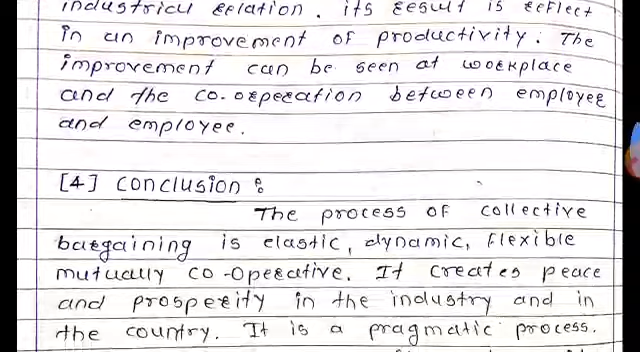 industrial relation. its result is reflect
in an improvement of productivity. The
improvement can be seen at workplace
and the co-operation between employee
and employee.
[4] Conclusion :
The process of collective
bargaining is elastic, dynamic, flexible
mutually co-operative. It creates peace
and prosperity in the industry and in
the country. It is a pragmatic process.